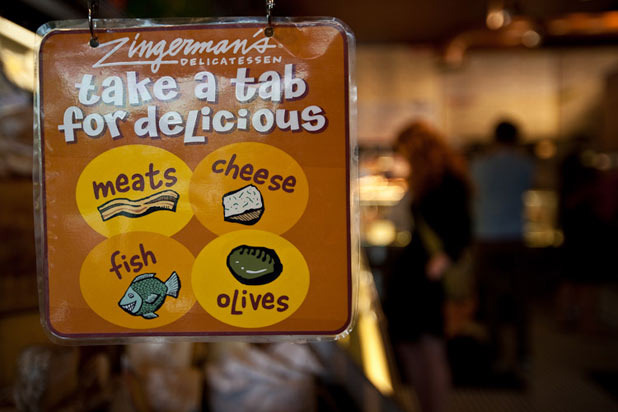 Zingerman's
DELICATESSEN
take a tab
for delicious
meats
cheese
fish
olives